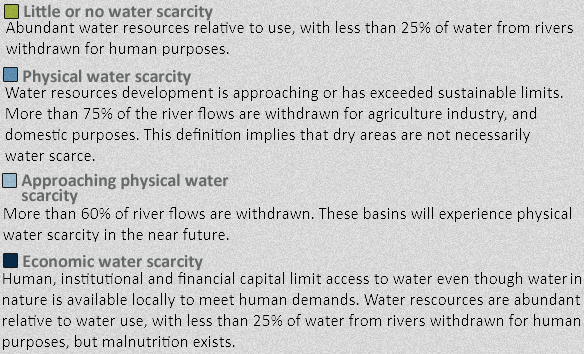 Little or no water scarcity
Abundant water resources relative to use, with less than 25% of water from rivers
withdrawn for human purposes.
Physical water scarcity
Water resources development is approaching or has exceeded sustainable limits.
More than 75% of the river flows are withdrawn for agriculture industry, and
domestic purposes. This definition implies that dry areas are not necessarily
water scarce.
Approaching physical water
scarcity
More than 60% of river flows are withdrawn. These basins will experience physical
water scarcity in the near future.
Economic water scarcity
Human, institutional and financial capital limit access to water even though water in
nature is available locally to meet human demands. Water rescources are abundant
relative to water use, with less than 25% of water from rivers withdrawn for human
purposes, but malnutrition exists.